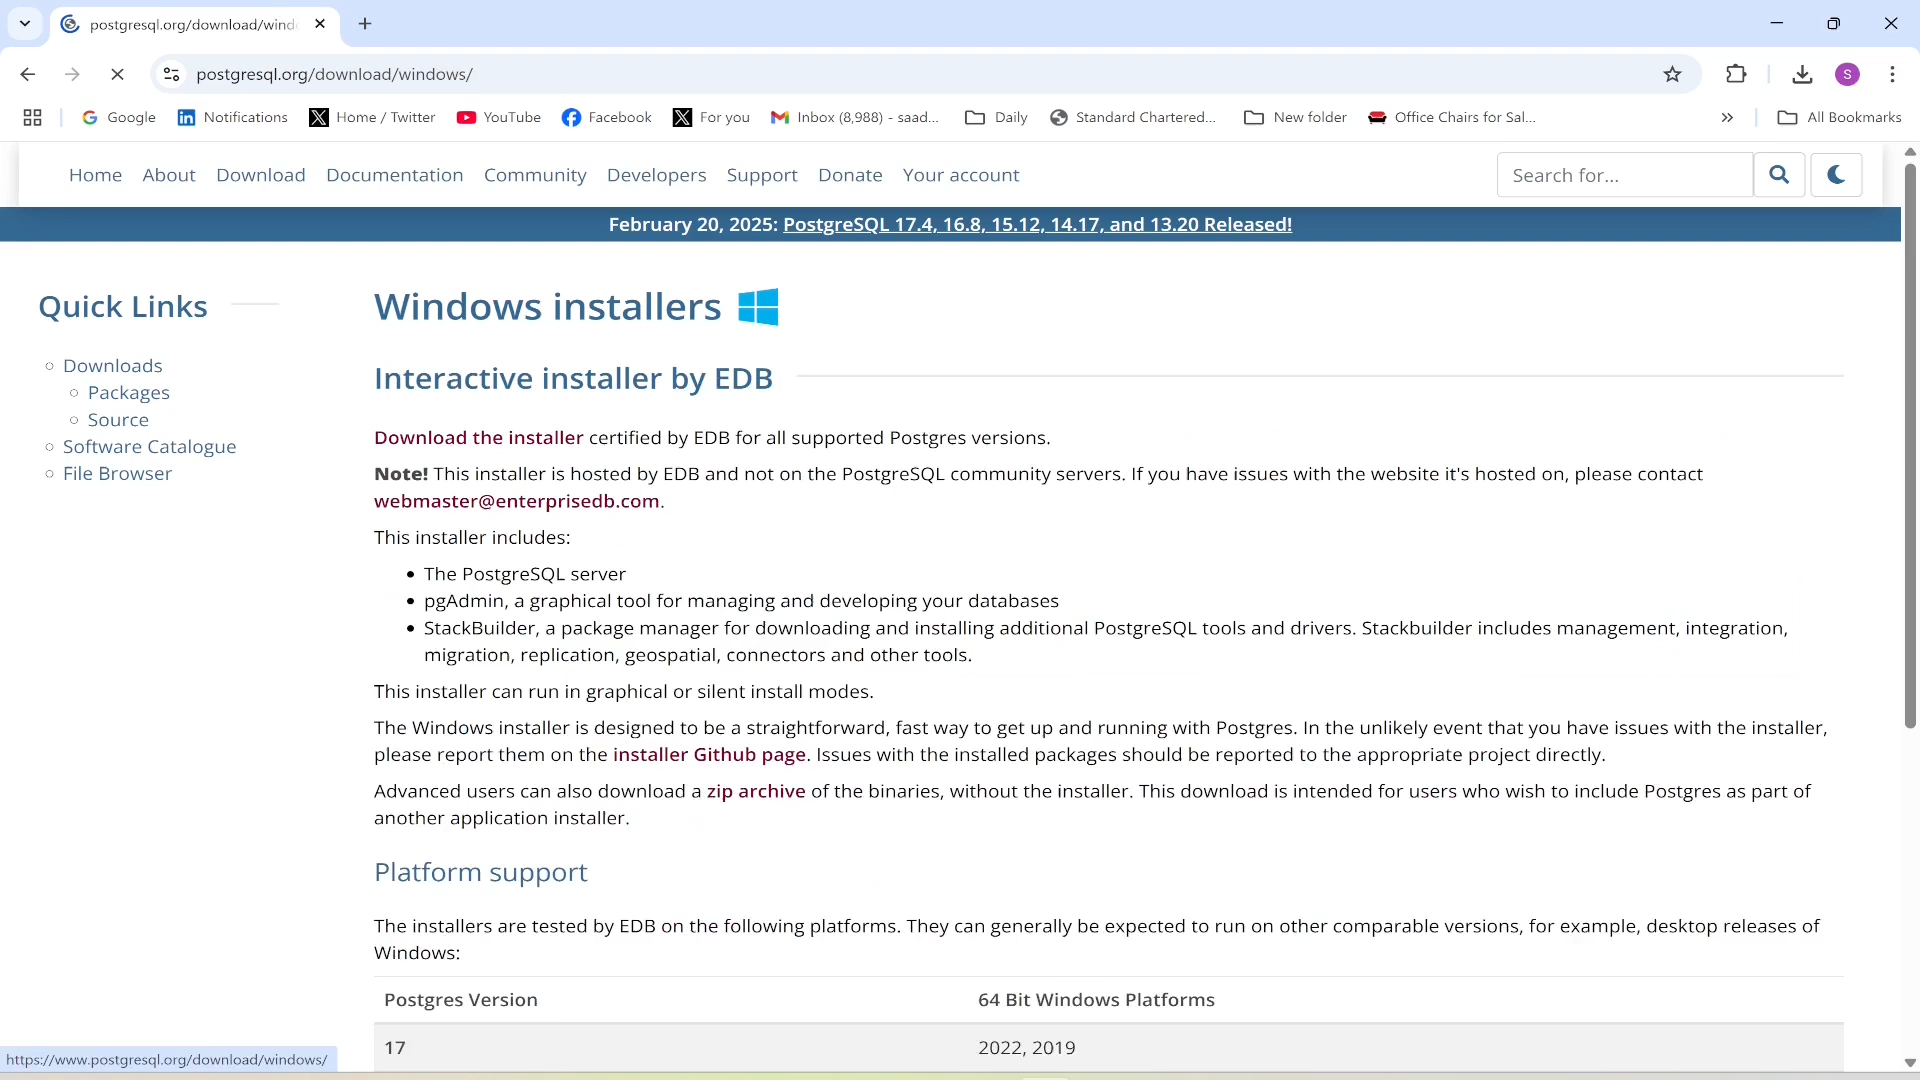 postgresql.org/download/wind
postgresql.org/download/windows/
S
Google
Notifications
Home / Twitter
YouTube
Facebook
For you
Inbox (8,988) - saad...
Daily
Standard Chartered...
New folder
Office Chairs for Sal...
All Bookmarks
Home About Download Documentation Community Developers Support Donate Your account
Search for...
February 20, 2025: PostgreSQL 17.4, 16.8, 15.12, 14.17, and 13.20 Released!
Quick Links
Downloads
Packages
Source
Software Catalogue
File Browser
Windows installers
Interactive installer by EDB
Download the installer certified by EDB for all supported Postgres versions.
Note! This installer is hosted by EDB and not on the PostgreSQL community servers. If you have issues with the website it's hosted on, please contact
webmaster@enterprisedb.com.
This installer includes:
The PostgreSQL server
pgAdmin, a graphical tool for managing and developing your databases
StackBuilder, a package manager for downloading and installing additional PostgreSQL tools and drivers. Stackbuilder includes management, integration,
migration, replication, geospatial, connectors and other tools.
This installer can run in graphical or silent install modes.
The Windows installer is designed to be a straightforward, fast way to get up and running with Postgres. In the unlikely event that you have issues with the installer,
please report them on the installer Github page. Issues with the installed packages should be reported to the appropriate project directly.
Advanced users can also download a zip archive of the binaries, without the installer. This download is intended for users who wish to include Postgres as part of
another application installer.
Platform support
The installers are tested by EDB on the following platforms. They can generally be expected to run on other comparable versions, for example, desktop releases of
Windows:
Postgres Version 64 Bit Windows Platforms
17 2022, 2019
https://www.postgresql.org/download/windows/